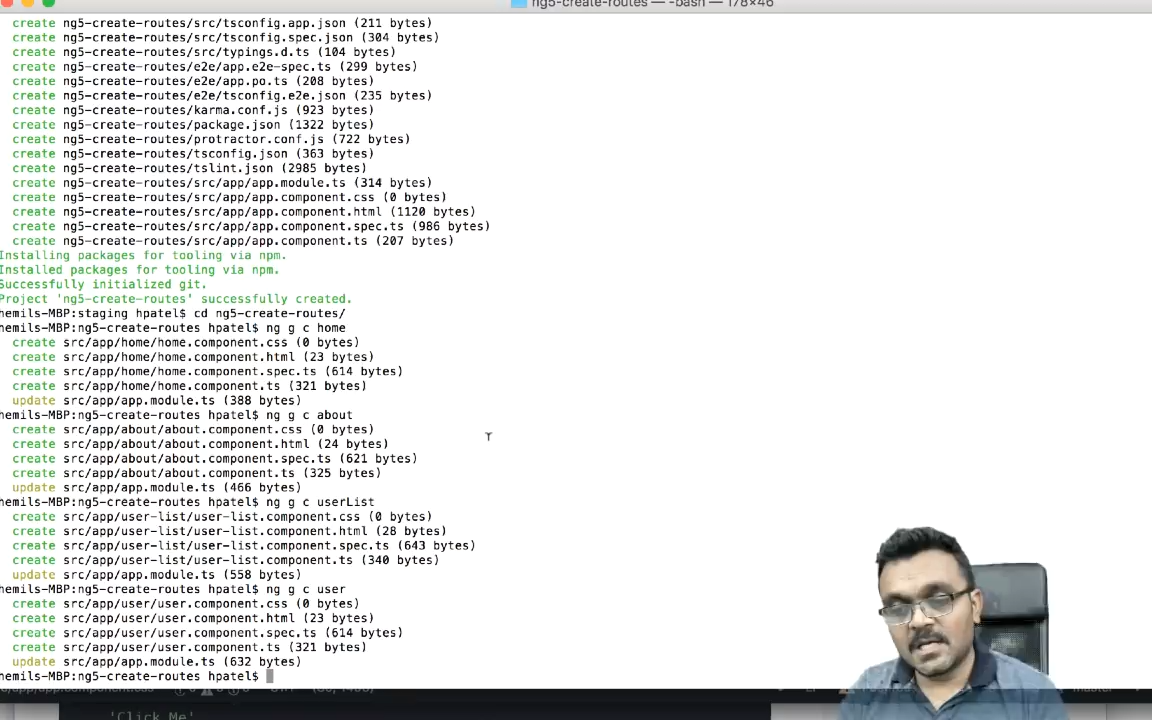 ng5-create-routes — -bash — 178×46
create ng5-create-routes/src/tsconfig.app.json (211 bytes)
create ng5-create-routes/src/tsconfig.spec.json (304 bytes)
create ng5-create-routes/src/typings.d.ts (104 bytes)
create ng5-create-routes/e2e/app.e2e-spec.ts (299 bytes)
create ng5-create-routes/e2e/app.po.ts (208 bytes)
create ng5-create-routes/e2e/tsconfig.e2e.json (235 bytes)
create ng5-create-routes/karma.conf.js (923 bytes)
create ng5-create-routes/package.json (1322 bytes)
create ng5-create-routes/protractor.conf.js (722 bytes)
create ng5-create-routes/tsconfig.json (363 bytes)
create ng5-create-routes/tslint.json (2985 bytes)
create ng5-create-routes/src/app/app.module.ts (314 bytes)
create ng5-create-routes/src/app/app.component.css (0 bytes)
create ng5-create-routes/src/app/app.component.html (1120 bytes)
create ng5-create-routes/src/app/app.component.spec.ts (986 bytes)
create ng5-create-routes/src/app/app.component.ts (207 bytes)
Installing packages for tooling via npm.
Installed packages for tooling via npm.
Successfully initialized git.
Project 'ng5-create-routes' successfully created.
hemils-MBP:staging hpatel$ cd ng5-create-routes/
hemils-MBP:ng5-create-routes hpatel$ ng g c home
create src/app/home/home.component.css (0 bytes)
create src/app/home/home.component.html (23 bytes)
create src/app/home/home.component.spec.ts (614 bytes)
create src/app/home/home.component.ts (321 bytes)
update src/app/app.module.ts (388 bytes)
hemils-MBP:ng5-create-routes hpatel$ ng g c about
create src/app/about/about.component.css (0 bytes)
create src/app/about/about.component.html (24 bytes)
create src/app/about/about.component.spec.ts (621 bytes)
create src/app/about/about.component.ts (325 bytes)
update src/app/app.module.ts (466 bytes)
hemils-MBP:ng5-create-routes hpatel$ ng g c userList
create src/app/user-list/user-list.component.css (0 bytes)
create src/app/user-list/user-list.component.html (28 bytes)
create src/app/user-list/user-list.component.spec.ts (643 bytes)
create src/app/user-list/user-list.component.ts (340 bytes)
update src/app/app.module.ts (558 bytes)
hemils-MBP:ng5-create-routes hpatel$ ng g c user
create src/app/user/user.component.css (0 bytes)
create src/app/user/user.component.html (23 bytes)
create src/app/user/user.component.spec.ts (614 bytes)
create src/app/user/user.component.ts (321 bytes)
update src/app/app.module.ts (632 bytes)
hemils-MBP:ng5-create-routes hpatel$
'Click Me'